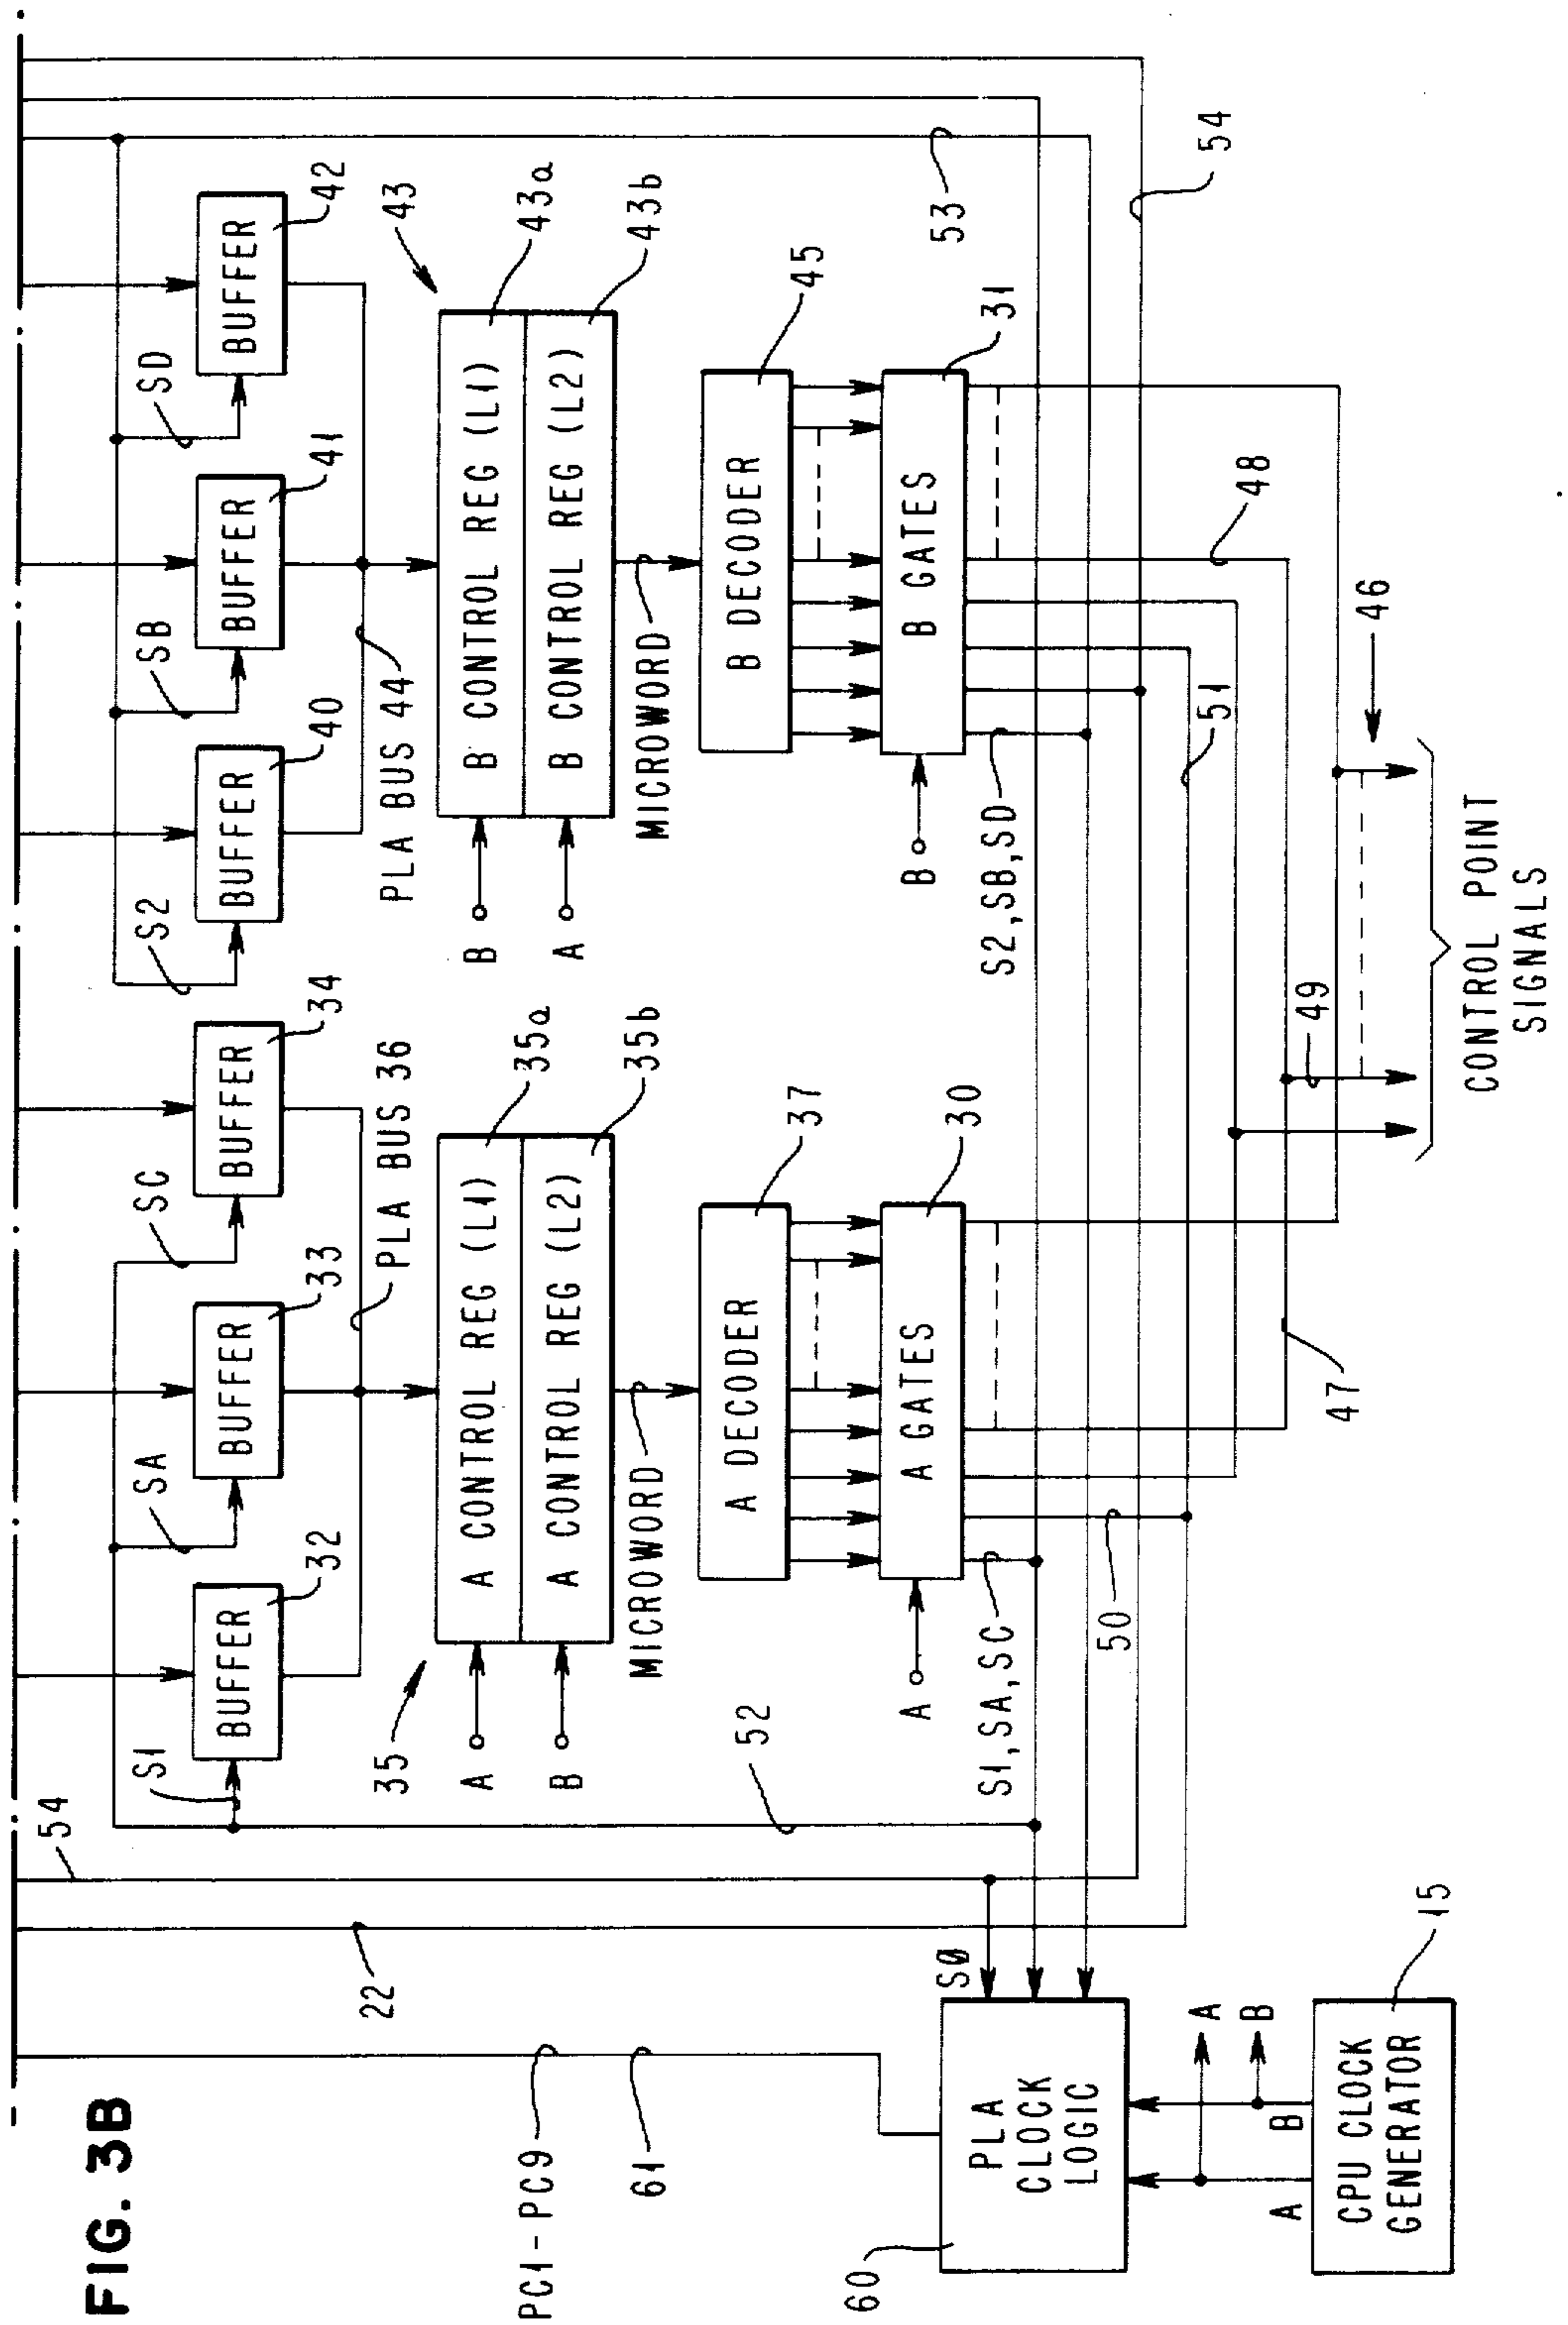 FIG. 3B
54
22
PC1-PC9
61
S1
SA
SC
S2
SB
SD
BUFFER
32
BUFFER
33
BUFFER
34
BUFFER
40
BUFFER
41
BUFFER
42
PLA BUS 36
PLA BUS 44
35
A
B
A CONTROL REG (L1)
A CONTROL REG (L2)
35a
35b
B
A
B CONTROL REG (L1)
B CONTROL REG (L2)
43
43a
43b
MICROWORD
MICROWORD
A DECODER
37
B DECODER
45
A
A GATES
30
B
B GATES
31
52
53
S1,SA,SC
S2,SB,SD
50
51
54
48
47
49
46
60
PLA
CLOCK
LOGIC
SØ
A
B
A
B
CPU CLOCK
GENERATOR
15
CONTROL POINT
SIGNALS